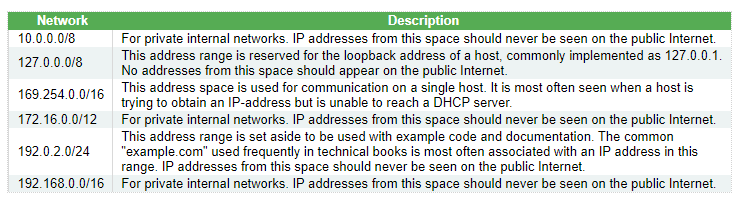 Network Description
10.0.0.0/8 For private internal networks. IP addresses from this space should never be seen on the public Internet.
127.0.0.0/8 This address range is reserved for the loopback address of a host, commonly implemented as 127.0.0.1.
No addresses from this space should appear on the public Internet.
169.254.0.0/16 This address space is used for communication on a single host. It is most often seen when a host is
trying to obtain an IP-address but is unable to reach a DHCP server.
172.16.0.0/12 For private internal networks. IP addresses from this space should never be seen on the public Internet.
192.0.2.0/24 This address range is set aside to be used with example code and documentation. The common
"example.com" used frequently in technical books is most often associated with an IP address in this
range. IP addresses from this space should never be seen on the public Internet.
192.168.0.0/16 For private internal networks. IP addresses from this space should never be seen on the public Internet.